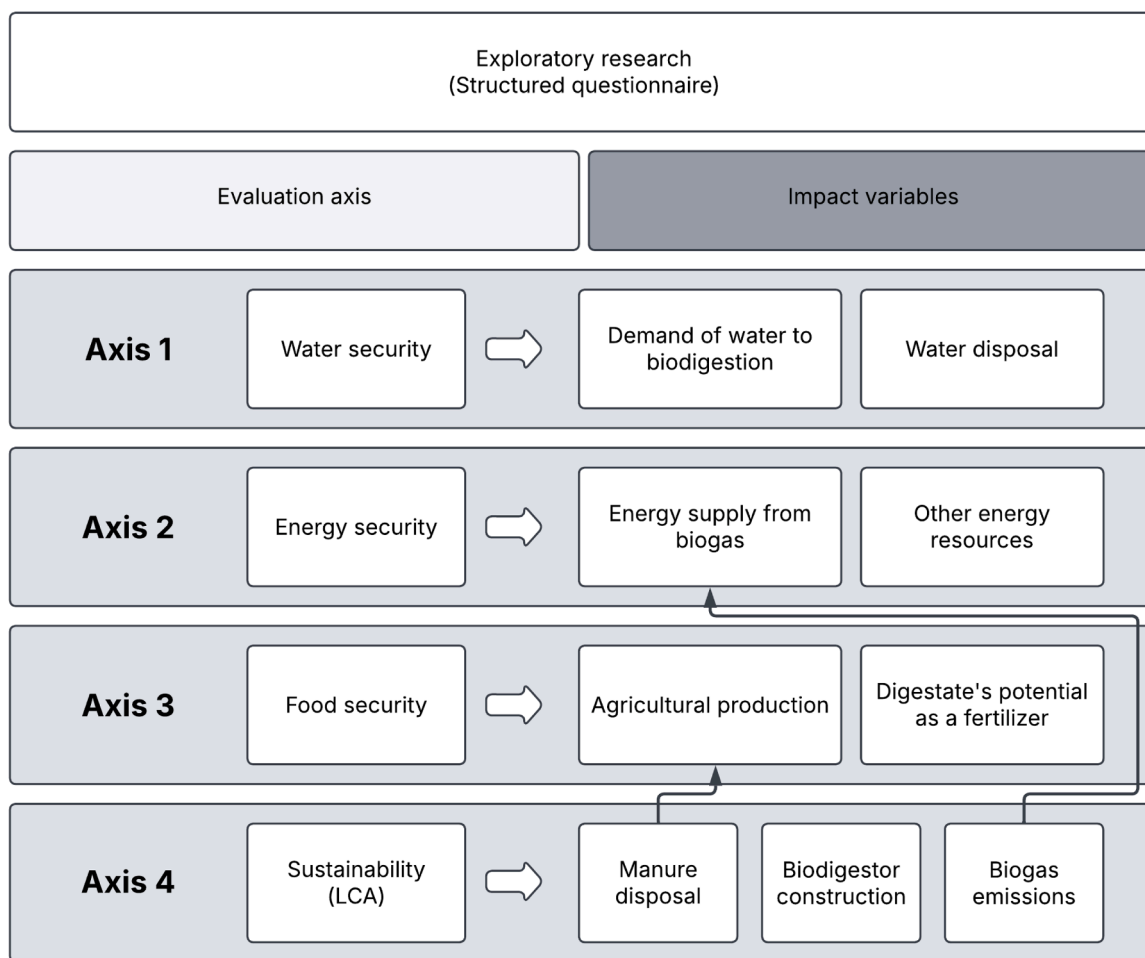 Exploratory research
(Structured questionnaire)
Evaluation axis
Impact variables
Axis 1
Water security
Demand of water to
biodigestion
Water disposal
Axis 2
Energy security
Energy supply from
biogas
Other energy
resources
Axis 3
Food security
Agricultural production
Digestate's potential
as a fertilizer
Axis 4
Sustainability
(LCA)
Manure
disposal
Biodigestor
construction
Biogas
emissions